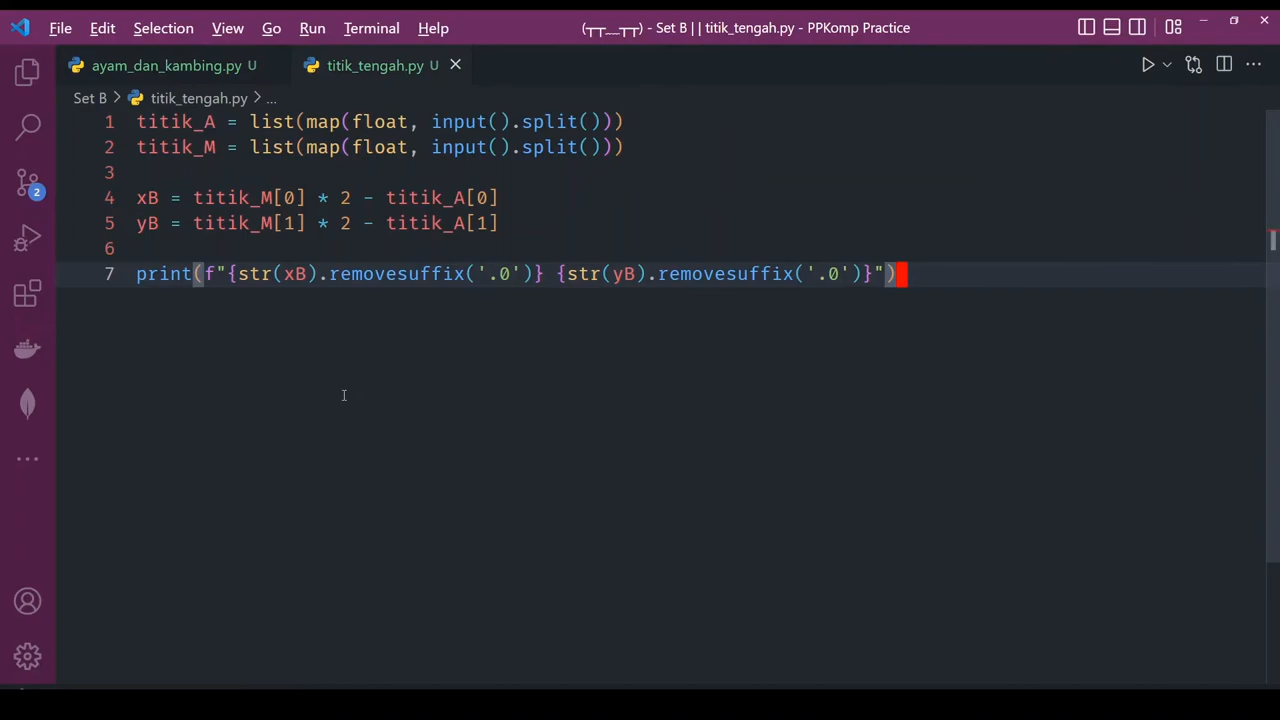 File Edit Selection View Go Run Terminal Help (┬┬﹏┬┬) - Set B || titik_tengah.py - PPKomp Practice
ayam_dan_kambing.py U titik_tengah.py U
Set B > titik_tengah.py > ...
1 titik_A = list(map(float, input().split()))
2 titik_M = list(map(float, input().split()))
3
4 xB = titik_M[0] * 2 - titik_A[0]
5 yB = titik_M[1] * 2 - titik_A[1]
6
7 print(f"{str(xB).removesuffix('.0')} {str(yB).removesuffix('.0')}")
2